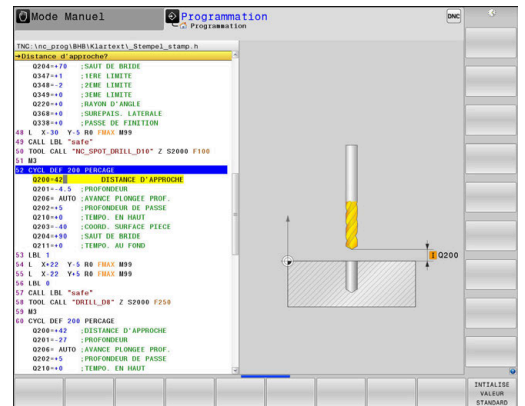 Mode Manuel
Programmation
Programmation
DNC
TNC:\nc_prog\BHB\Klartext\_Stempel_stamp.h
→Distance d'approche?
Q204=+70 ;SAUT DE BRIDE
Q347=+1 ;1ERE LIMITE
Q348=-2 ;2EME LIMITE
Q349=+0 ;3EME LIMITE
Q220=+0 ;RAYON D'ANGLE
Q368=+0 ;SUREPAIS. LATERALE
Q338=+0 ;PASSE DE FINITION
48 L X-30 Y-5 R0 FMAX M99
49 CALL LBL "safe"
50 TOOL CALL "NC_SPOT_DRILL_D10" Z S2000 F100
51 M3
52 CYCL DEF 200 PERCAGE
Q200=42 DISTANCE D'APPROCHE
Q201=-4.5 ;PROFONDEUR
Q206= AUTO ;AVANCE PLONGEE PROF.
Q202=+5 ;PROFONDEUR DE PASSE
Q210=+0 ;TEMPO. EN HAUT
Q203=-40 ;COORD. SURFACE PIECE
Q204=+90 ;SAUT DE BRIDE
Q211=+0 ;TEMPO. AU FOND
53 LBL 1
54 L X+22 Y-5 R0 FMAX M99
55 L X-22 Y+5 R0 FMAX M99
56 LBL 0
57 CALL LBL "safe"
58 TOOL CALL "DRILL_D8" Z S2000 F250
59 M3
60 CYCL DEF 200 PERCAGE
Q200=+42 ;DISTANCE D'APPROCHE
Q201=-27 ;PROFONDEUR
Q206= AUTO ;AVANCE PLONGEE PROF.
Q202=+5 ;PROFONDEUR DE PASSE
Q210=+0 ;TEMPO. EN HAUT
I Q200
INTIALISE
VALEUR
STANDARD